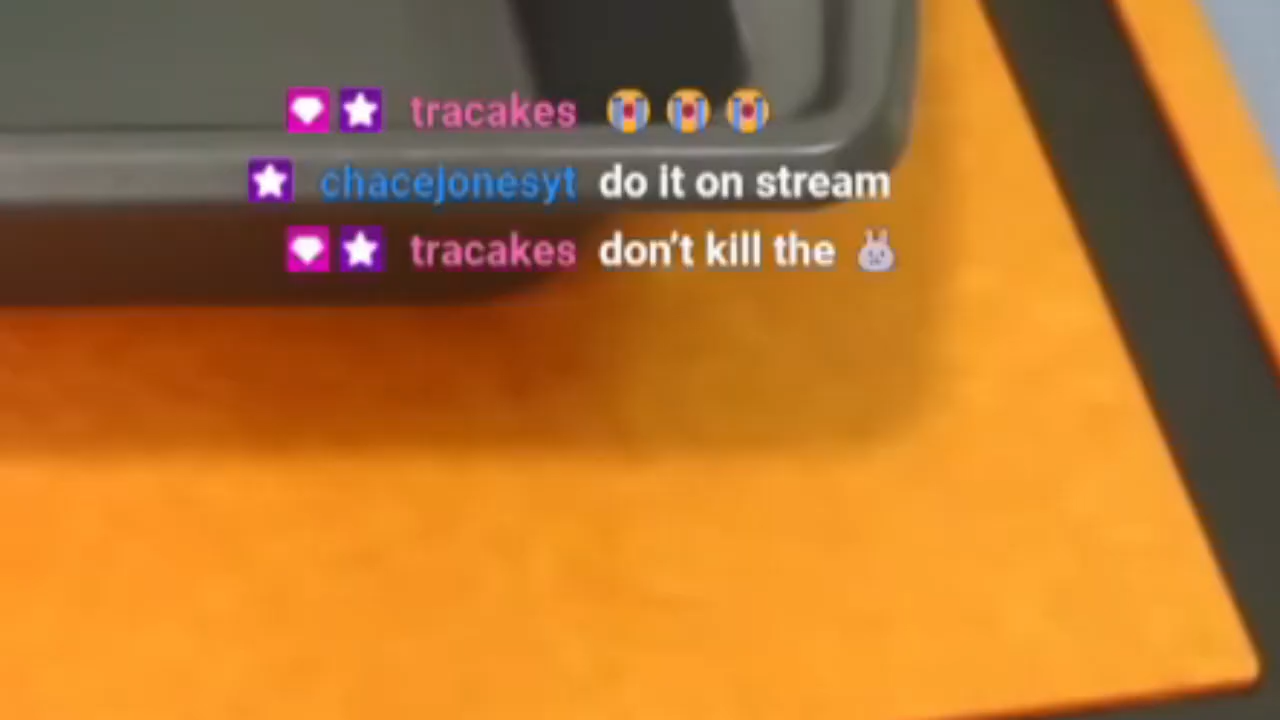 tracakes 😭 😭 😭
chacejonesyt do it on stream
tracakes don't kill the 🐰